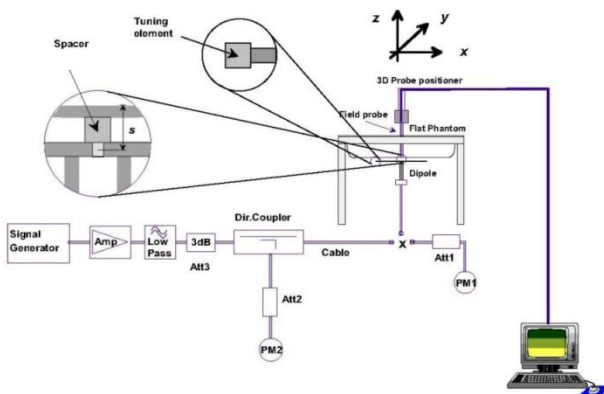 Tuning
element
Spacer
s
z
y
x
3D Probe positioner
Field probe
Flat Phantom
Dipole
Signal
Generator
Amp
Low
Pass
3dB
Att3
Dir.Coupler
Cable
x
Att1
PM1
Att2
PM2